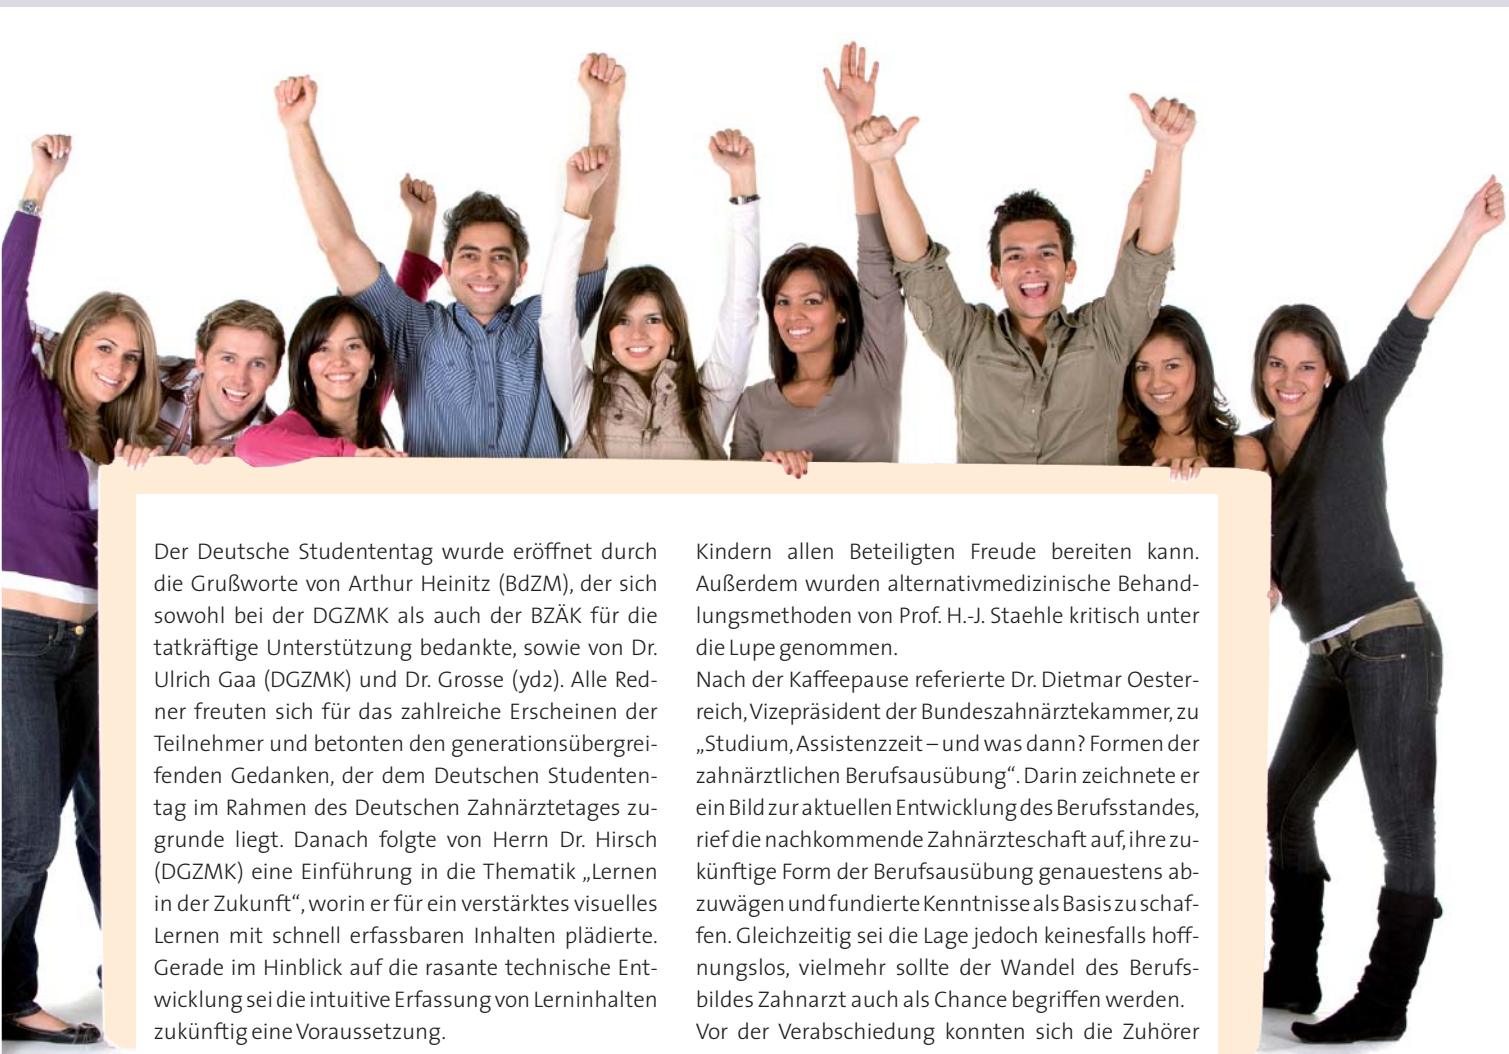 Der Deutsche Studententag wurde eröffnet durch
die Grußworte von Arthur Heinitz (BdZM), der sich
sowohl bei der DGZMK als auch der BZÄK für die
tatkräftige Unterstützung bedankte, sowie von Dr.
Ulrich Gaa (DGZMK) und Dr. Grosse (yd2). Alle Red-
ner freuten sich für das zahlreiche Erscheinen der
Teilnehmer und betonten den generationsübergrei-
fenden Gedanken, der dem Deutschen Studenten-
tag im Rahmen des Deutschen Zahnärztetages zu-
grunde liegt. Danach folgte von Herrn Dr. Hirsch
(DGZMK) eine Einführung in die Thematik „Lernen
in der Zukunft“, worin er für ein verstärktes visuelles
Lernen mit schnell erfassbaren Inhalten plädierte.
Gerade im Hinblick auf die rasante technische Ent-
wicklung sei die intuitive Erfassung von Lerninhalten
zukünftig eine Voraussetzung.
Kindern allen Beteiligten Freude bereiten kann.
Außerdem wurden alternativmedizinische Behand-
lungsmethoden von Prof. H.-J. Staehle kritisch unter
die Lupe genommen.
Nach der Kaffeepause referierte Dr. Dietmar Oester-
reich, Vizepräsident der Bundeszahnärztekammer, zu
„Studium, Assistenzzeit – und was dann? Formen der
zahnärztlichen Berufsausübung“. Darin zeichnete er
ein Bild zur aktuellen Entwicklung des Berufsstandes,
rief die nachkommende Zahnärzteschaft auf, ihre zu-
künftige Form der Berufsausübung genauestens ab-
zuwägen und fundierte Kenntnisse als Basis zu schaf-
fen. Gleichzeitig sei die Lage jedoch keinesfalls hoff-
nungslos, vielmehr sollte der Wandel des Berufs-
bildes Zahnarzt auch als Chance begriffen werden.
Vor der Verabschiedung konnten sich die Zuhörer